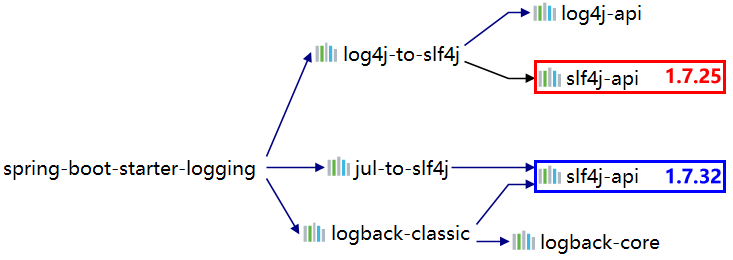 log4j-api
log4j-to-slf4j
slf4j-api 1.7.25
spring-boot-starter-logging
jul-to-slf4j
slf4j-api 1.7.32
logback-classic
logback-core